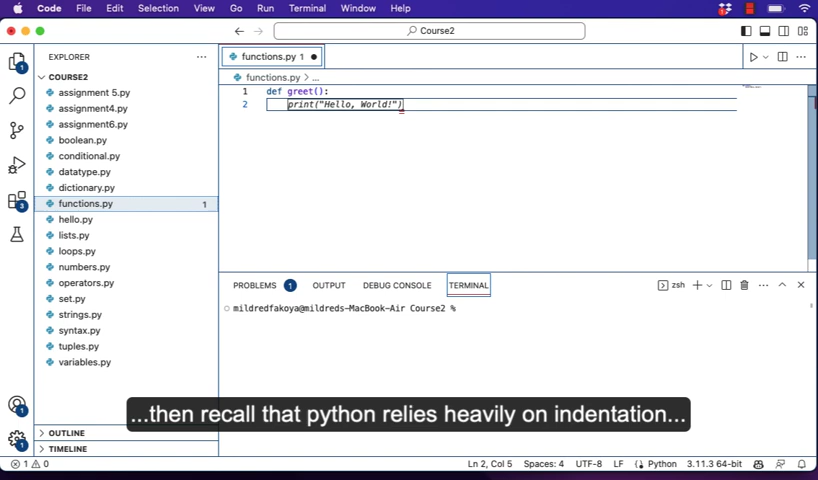 Code File Edit Selection View Go Run Terminal Window Help
Course2
EXPLORER
functions.py 1
COURSE2
functions.py > ...
assignment 5.py
assignment4.py
assignment6.py
boolean.py
conditional.py
datatype.py
dictionary.py
functions.py 1
hello.py
lists.py
loops.py
numbers.py
operators.py
set.py
strings.py
syntax.py
tuples.py
variables.py
OUTLINE
TIMELINE
1
3
1
1
1 def greet():
2 print("Hello, World!")
PROBLEMS 1 OUTPUT DEBUG CONSOLE TERMINAL
zsh
mildredfakoya@mildreds-MacBook-Air Course2 %
...then recall that python relies heavily on indentation...
1 0
Ln 2, Col 5 Spaces: 4 UTF-8 LF Python 3.11.3 64-bit